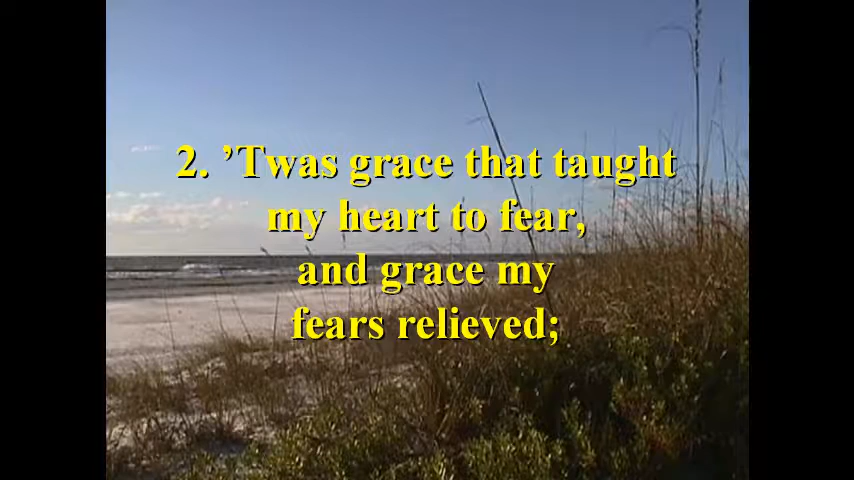 2. ’Twas grace that taught
my heart to fear,
and grace my
fears relieved;